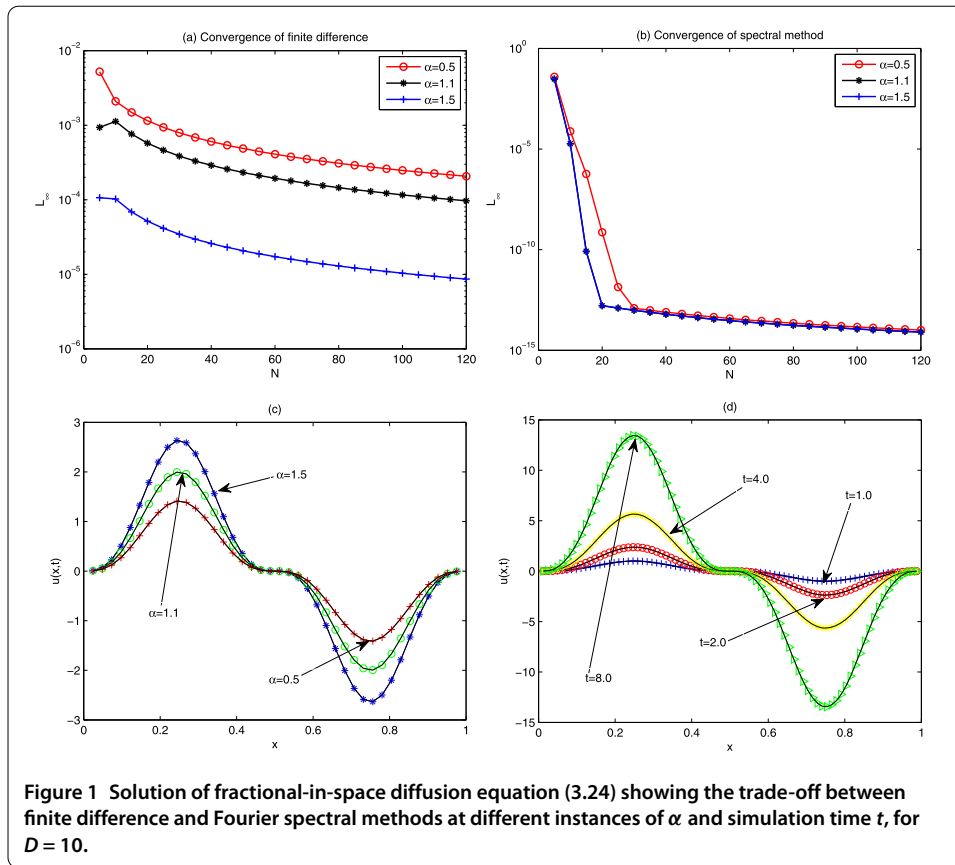 (a) Convergence of finite difference
10⁻²
10⁻³
10⁻⁴
10⁻⁵
10⁻⁶
L∞
0 20 40 60 80 100 120
N
α=0.5
α=1.1
α=1.5
(b) Convergence of spectral method
10⁰
10⁻⁵
10⁻¹⁰
10⁻¹⁵
L∞
0 20 40 60 80 100 120
N
α=0.5
α=1.1
α=1.5
(c)
3
2
1
0
−1
−2
−3
u(x,t)
0 0.2 0.4 0.6 0.8 1
x
α=1.5
α=1.1
α=0.5
(d)
15
10
5
0
−5
−10
−15
u(x,t)
0 0.2 0.4 0.6 0.8 1
x
t=4.0
t=1.0
t=2.0
t=8.0
Figure 1 Solution of fractional-in-space diffusion equation (3.24) showing the trade-off between
finite difference and Fourier spectral methods at different instances of α and simulation time t, for
D = 10.